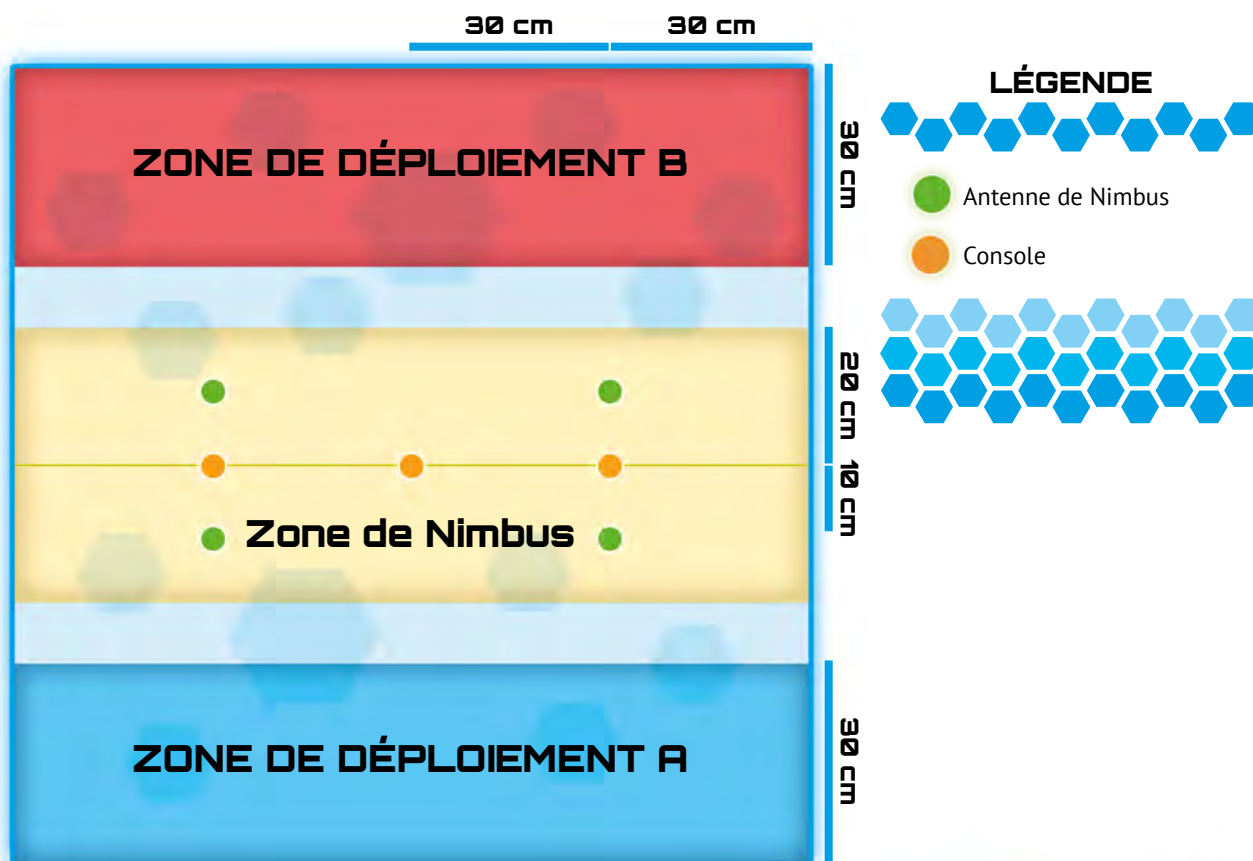 30 cm
30 cm
LÉGENDE
ZONE DE DÉPLOIEMENT B
30 cm
Antenne de Nimbus
Console
20 cm
10 cm
Zone de Nimbus
ZONE DE DÉPLOIEMENT A
30 cm